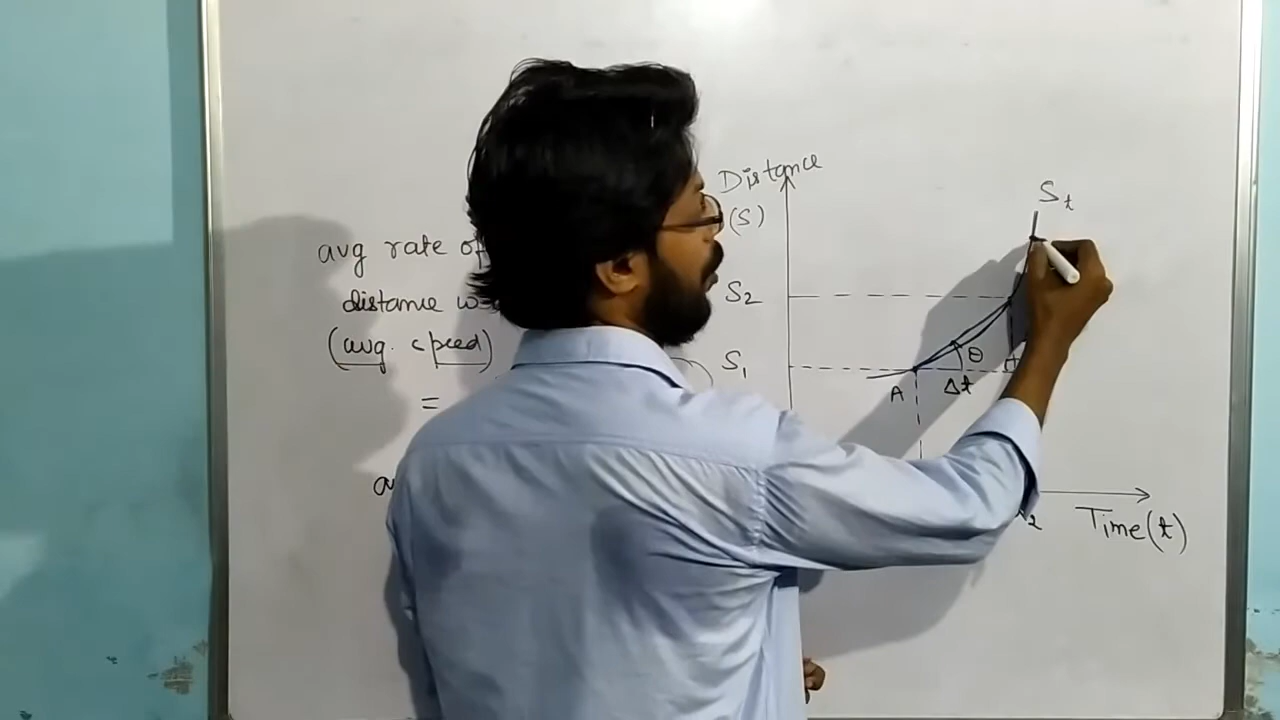 avg rate of
distance w
(avg. speed)
=
Distance
(S)
S₂
S₁
Sₜ
A
θ
Δt
Time(t)